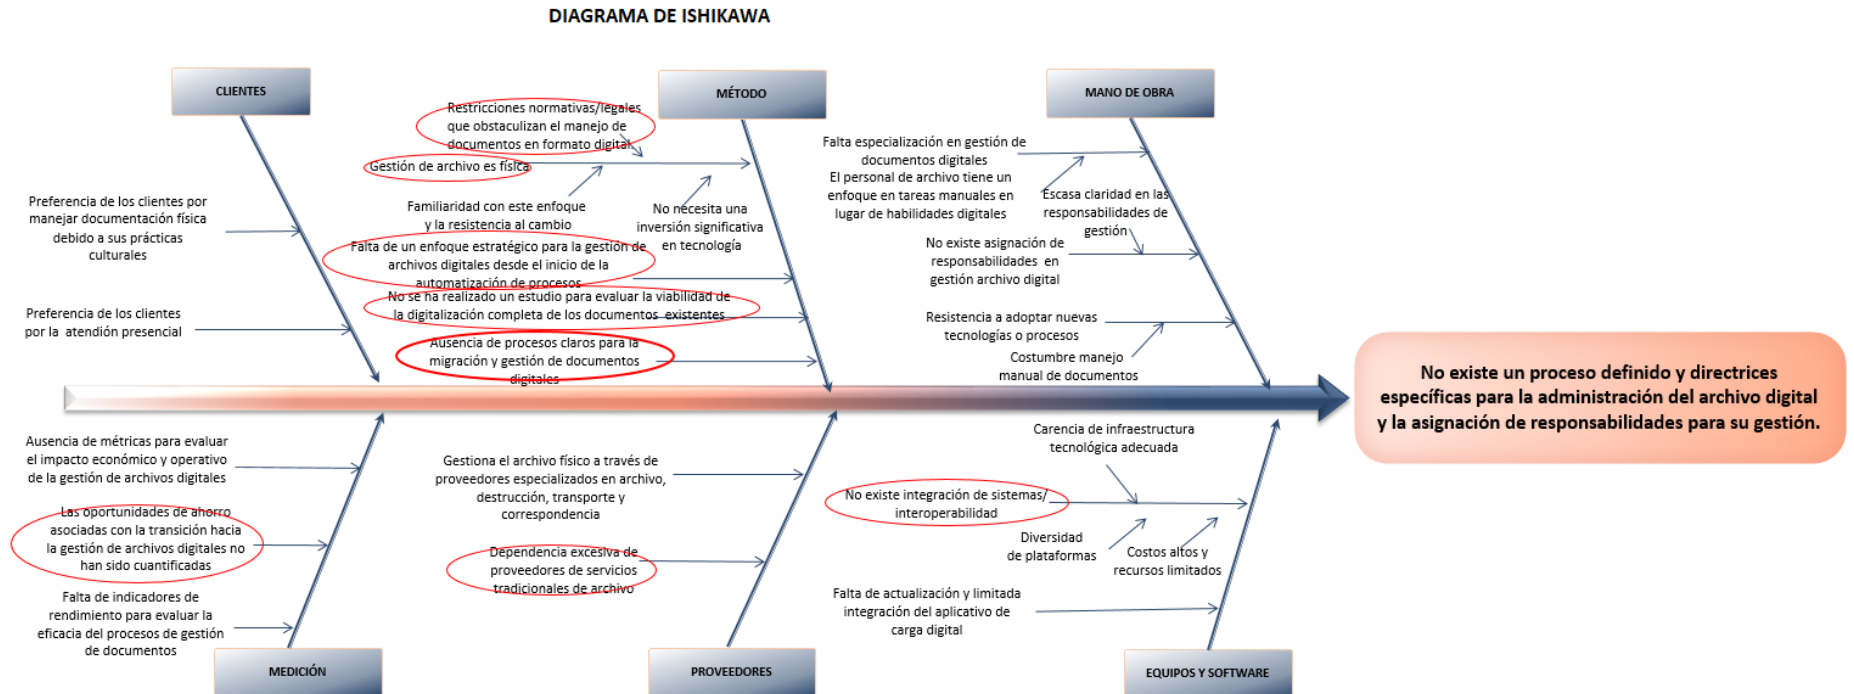 DIAGRAMA DE ISHIKAWA
CLIENTES
Preferencia de los clientes por
manejar documentación física
debido a sus prácticas
culturales
Preferencia de los clientes
por la atendión presencial
MÉTODO
Restricciones normativas/legales
que obstaculizan el manejo de
documentos en formato digital.
Gestión de archivo es física
Familiaridad con este enfoque
y la resistencia al cambio
No necesita una
inversión significativa
en tecnología
Falta de un enfoque estratégico para la gestión de
archivos digitales desde el inicio de la
automatización de procesos
No se ha realizado un estudio para evaluar la viabilidad de
la digitalización completa de los documentos existentes
Ausencia de procesos claros para la
migración y gestión de documentos
digitales
MANO DE OBRA
Falta especialización en gestión de
documentos digitales
El personal de archivo tiene un
enfoque en tareas manuales en
lugar de habilidades digitales
Escasa claridad en las
responsabilidades de
gestión
No existe asignación de
responsabilidades en
gestión archivo digital
Resistencia a adoptar nuevas
tecnologías o procesos
Costumbre manejo
manual de documentos
No existe un proceso definido y directrices
específicas para la administración del archivo digital
y la asignación de responsabilidades para su gestión.
Ausencia de métricas para evaluar
el impacto económico y operativo
de la gestión de archivos digitales
Las oportunidades de ahorro
asociadas con la transición hacia
la gestión de archivos digitales no
han sido cuantificadas
Falta de indicadores de
rendimiento para evaluar la
eficacia del procesos de gestión
de documentos
MEDICIÓN
Gestiona el archivo físico a través de
proveedores especializados en archivo,
destrucción, transporte y
correspondencia
Dependencia excesiva de
proveedores de servicios
tradicionales de archivo
PROVEEDORES
Carencia de infraestructura
tecnológica adecuada
No existe integración de sistemas/
interoperabilidad
Diversidad
de plataformas
Costos altos y
recursos limitados
Falta de actualización y limitada
integración del aplicativo de
carga digital
EQUIPOS Y SOFTWARE